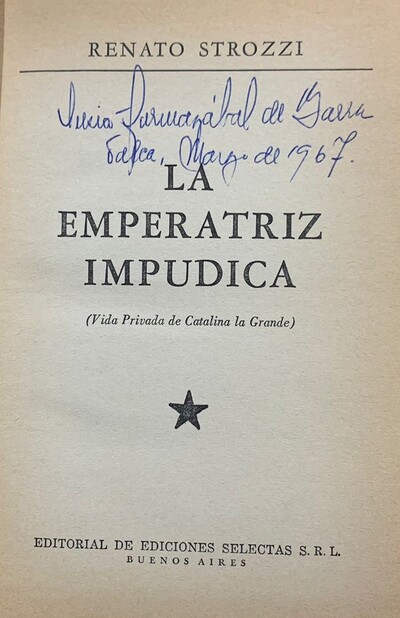 RENATO STROZZI
de
Talca, Marzo de 1967.
LA
EMPERATRIZ
IMPUDICA
(Vida Privada de Catalina la Grande)
EDITORIAL DE EDICIONES SELECTAS S. R. L.
BUENOS AIRES